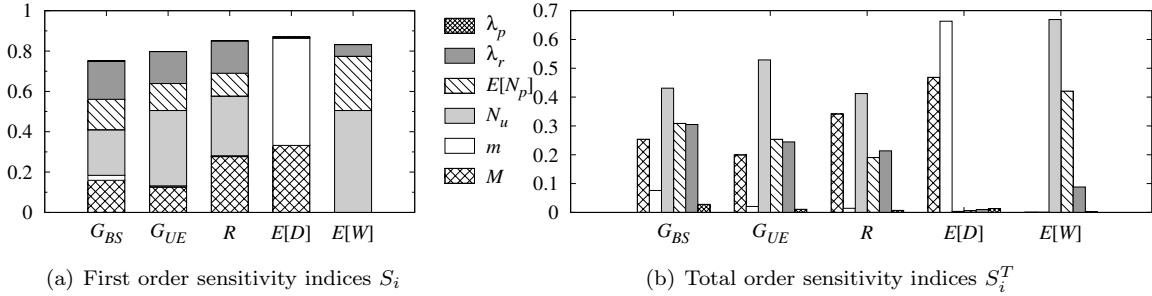 1
0.8
0.6
0.4
0.2
0
G_BS G_UE R E[D] E[W]
λ_p
λ_r
E[N_p]
N_u
m
M
0.7
0.6
0.5
0.4
0.3
0.2
0.1
0
G_BS G_UE R E[D] E[W]
(a) First order sensitivity indices S_i
(b) Total order sensitivity indices S_i^T